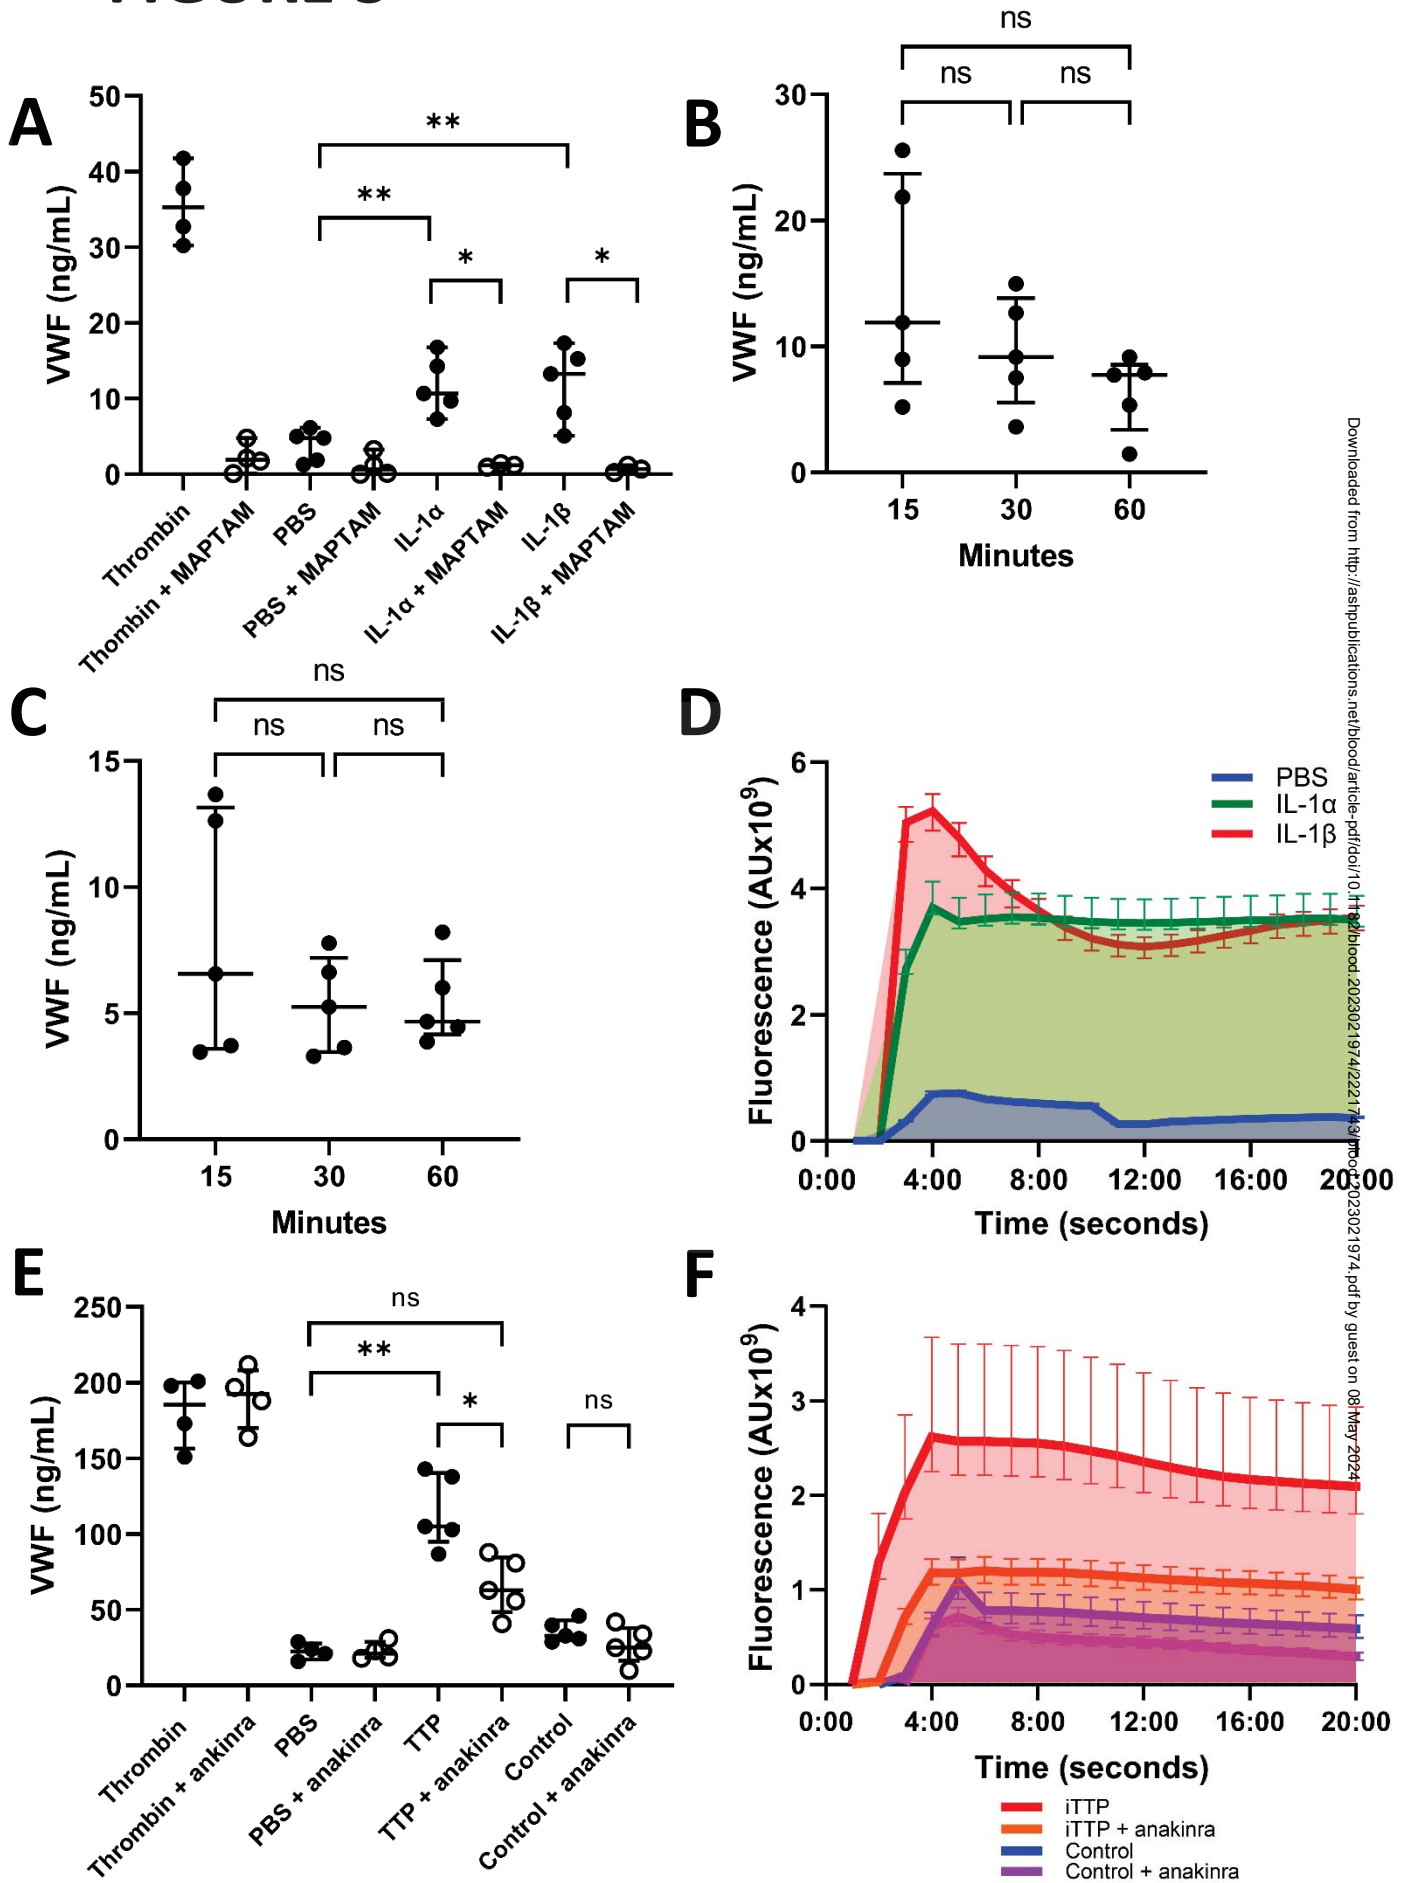 A
**
**
*
*
VWF (ng/mL)
50
40
30
20
10
0
Thrombin
Thombin + MAPTAM
PBS
PBS + MAPTAM
IL-1α
IL-1α + MAPTAM
IL-1β
IL-1β + MAPTAM
B
ns
ns
ns
VWF (ng/mL)
30
20
10
0
15
30
60
Minutes
C
ns
ns
ns
VWF (ng/mL)
15
10
5
0
15
30
60
Minutes
D
Fluorescence (AUx10⁹)
6
4
2
0
PBS
IL-1α
IL-1β
0:00
4:00
8:00
12:00
16:00
20:00
Time (seconds)
E
ns
**
*
ns
VWF (ng/mL)
250
200
150
100
50
0
Thrombin
Thrombin + ankinra
PBS
PBS + anakinra
TTP
TTP + anakinra
Control
Control + anakinra
F
Fluorescence (AUx10⁹)
4
3
2
1
0
0:00
4:00
8:00
12:00
16:00
20:00
Time (seconds)
iTTP
iTTP + anakinra
Control
Control + anakinra
Downloaded from http://ashpublications.net/blood/article-pdf/doi/10.1182/blood.2023021974/2221743/blood.2023021974.pdf by guest on 08 May 2024